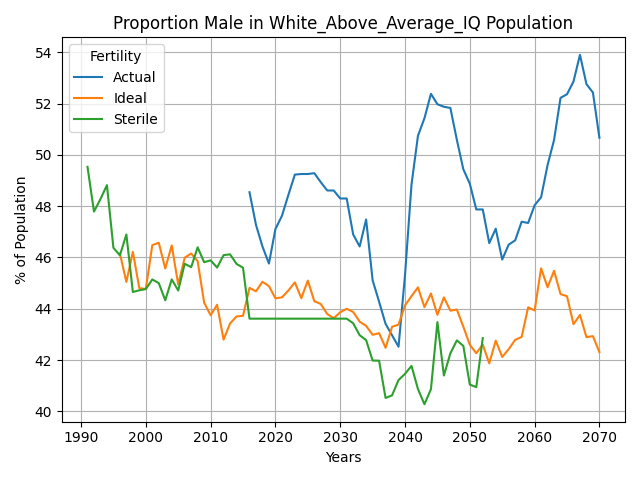 Proportion Male in White_Above_Average_IQ Population
Fertility
Actual
Ideal
Sterile
% of Population
54
52
50
48
46
44
42
40
1990
2000
2010
2020
2030
2040
2050
2060
2070
Years